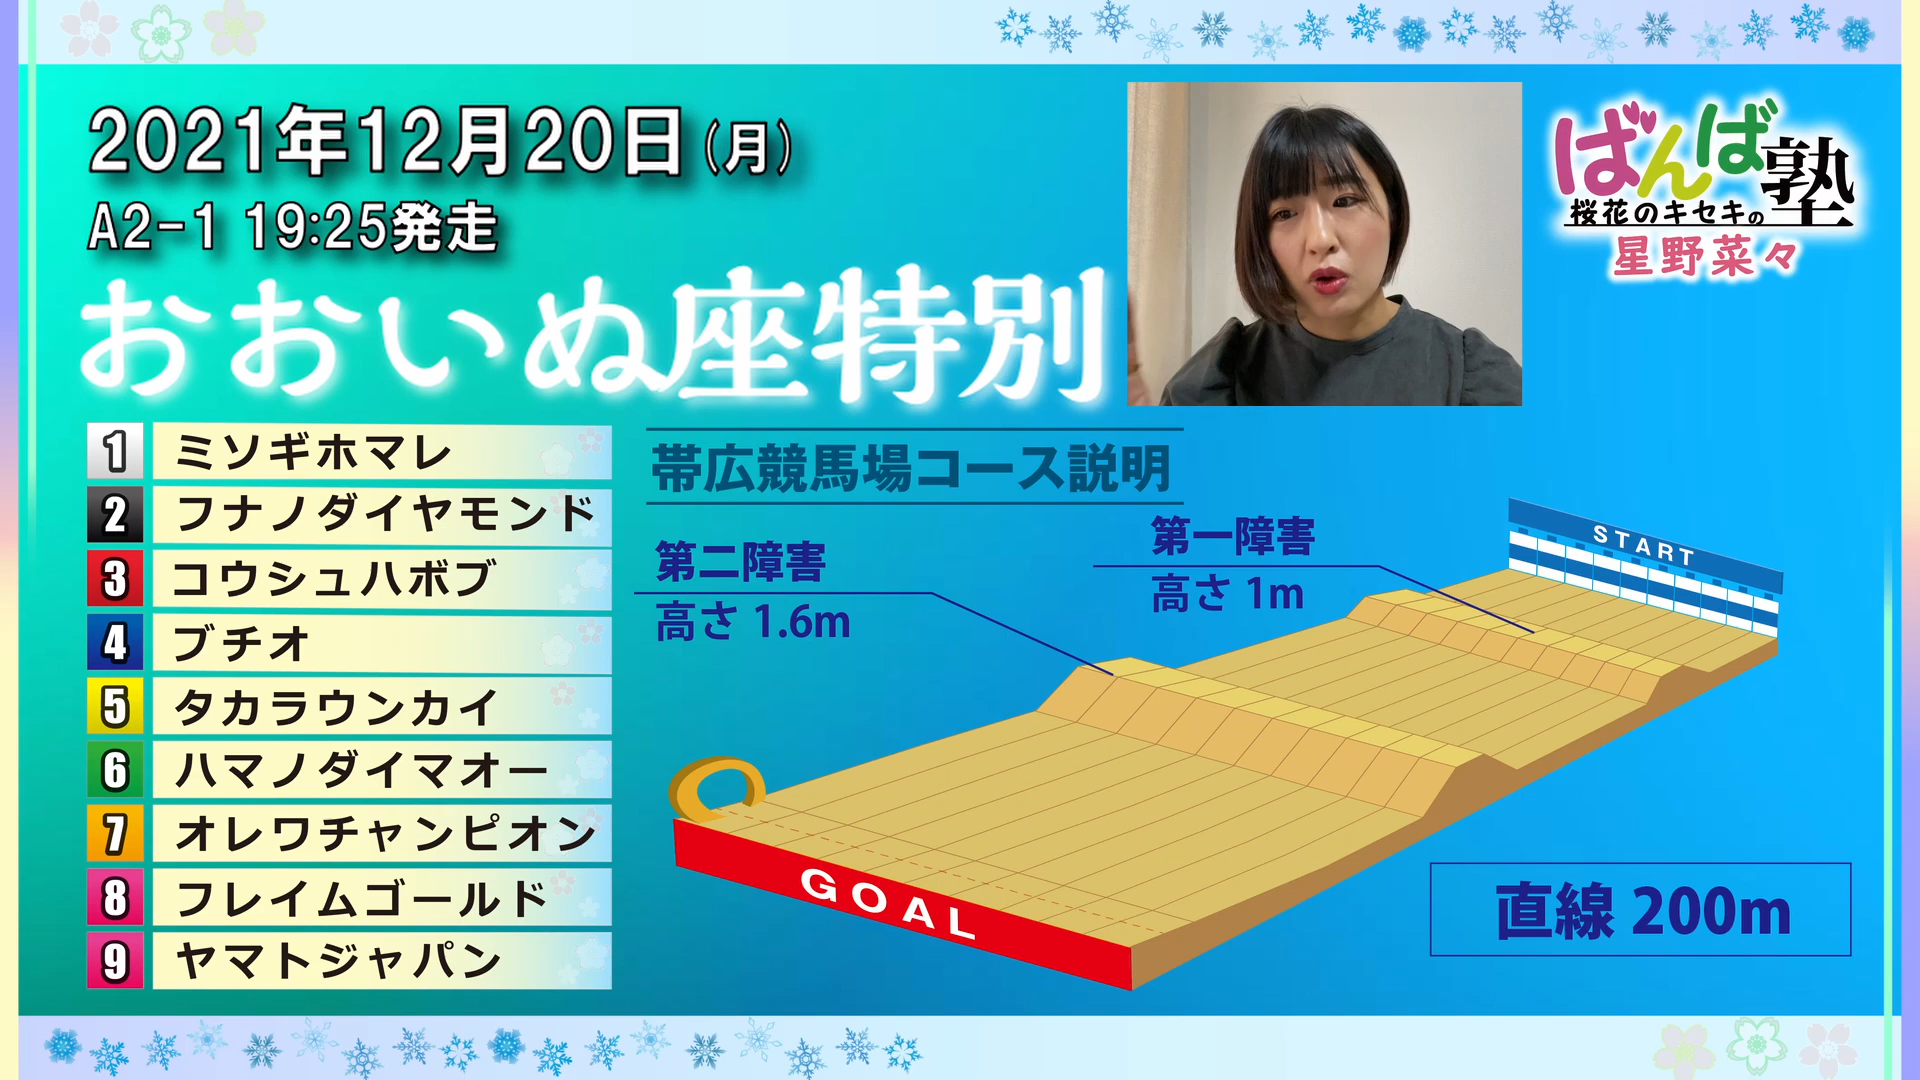 2021年12月20日(月)
A2-1 19:25発走
おおいぬ座特別
ばんば塾
桜花のキセキの
星野菜々
1 ミソギホマレ
2 フナノダイヤモンド
3 コウシュハボブ
4 ブチオ
5 タカラウンカイ
6 ハマノダイマオー
7 オレワチャンピオン
8 フレイムゴールド
9 ヤマトジャパン
帯広競馬場コース説明
第二障害
高さ 1.6m
第一障害
高さ 1m
START
GOAL
直線 200m